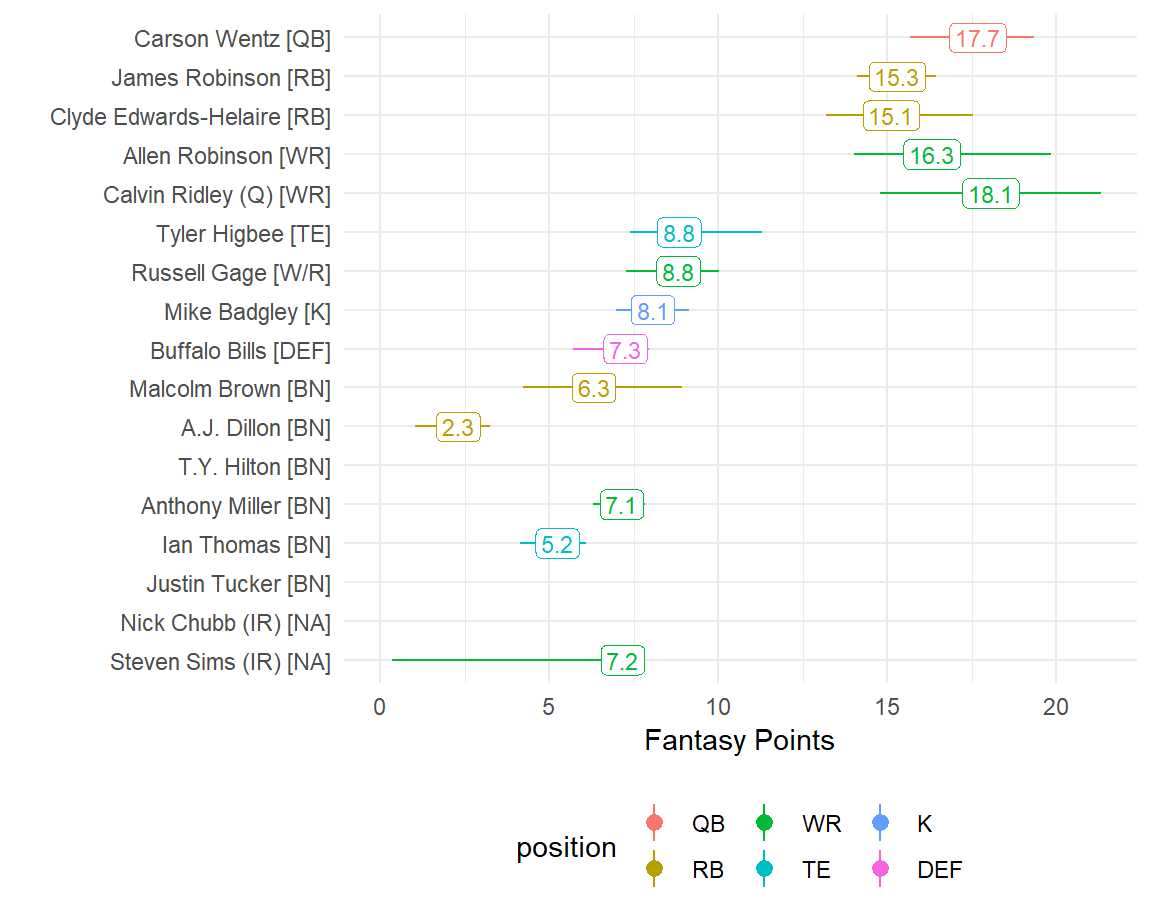 Carson Wentz [QB] 17.7
James Robinson [RB] 15.3
Clyde Edwards-Helaire [RB] 15.1
Allen Robinson [WR] 16.3
Calvin Ridley (Q) [WR] 18.1
Tyler Higbee [TE] 8.8
Russell Gage [W/R] 8.8
Mike Badgley [K] 8.1
Buffalo Bills [DEF] 7.3
Malcolm Brown [BN] 6.3
A.J. Dillon [BN] 2.3
T.Y. Hilton [BN]
Anthony Miller [BN] 7.1
Ian Thomas [BN] 5.2
Justin Tucker [BN]
Nick Chubb (IR) [NA]
Steven Sims (IR) [NA] 7.2
0 5 10 15 20
Fantasy Points
position
QB WR K
RB TE DEF